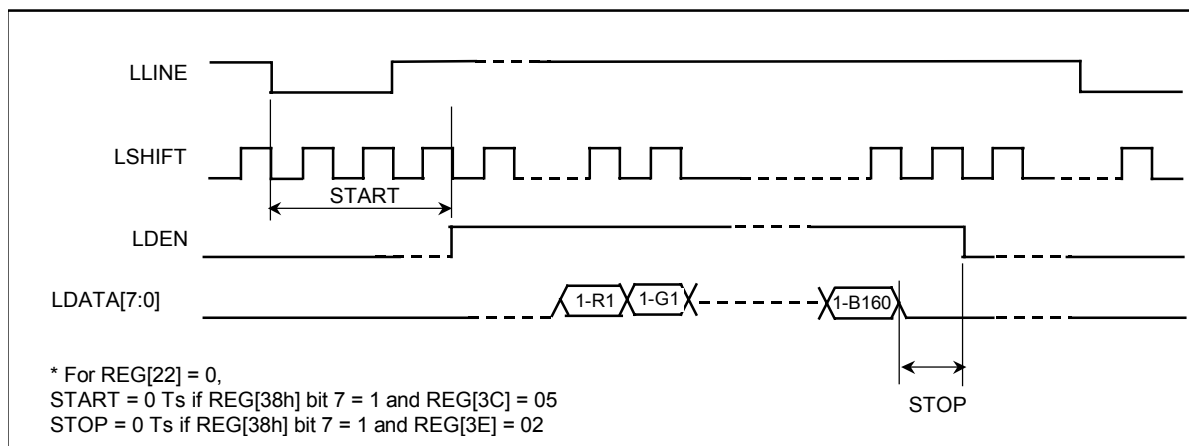 LLINE
LSHIFT
START
LDEN
LDATA[7:0]
1-R1
1-G1
1-B160
* For REG[22] = 0,
START = 0 Ts if REG[38h] bit 7 = 1 and REG[3C] = 05
STOP = 0 Ts if REG[38h] bit 7 = 1 and REG[3E] = 02
STOP